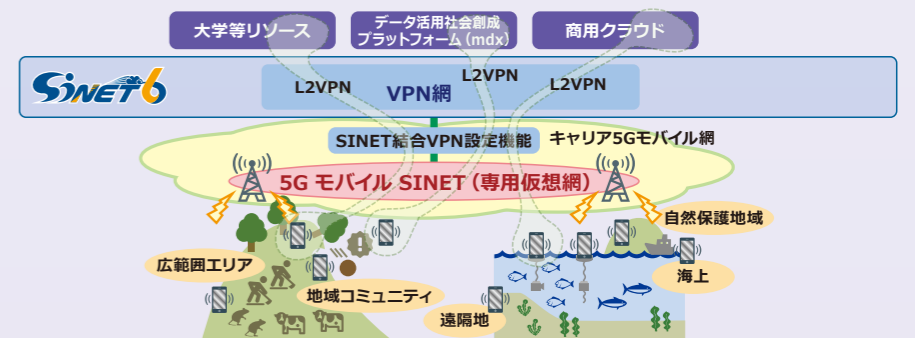 大学等リソース
データ活用社会創成
プラットフォーム(mdx)
商用クラウド
SINET6
L2VPN
VPN網
L2VPN
L2VPN
SINET結合VPN設定機能
キャリア5Gモバイル網
5G モバイル SINET(専用仮想網)
自然保護地域
広範囲エリア
海上
地域コミュニティ
遠隔地